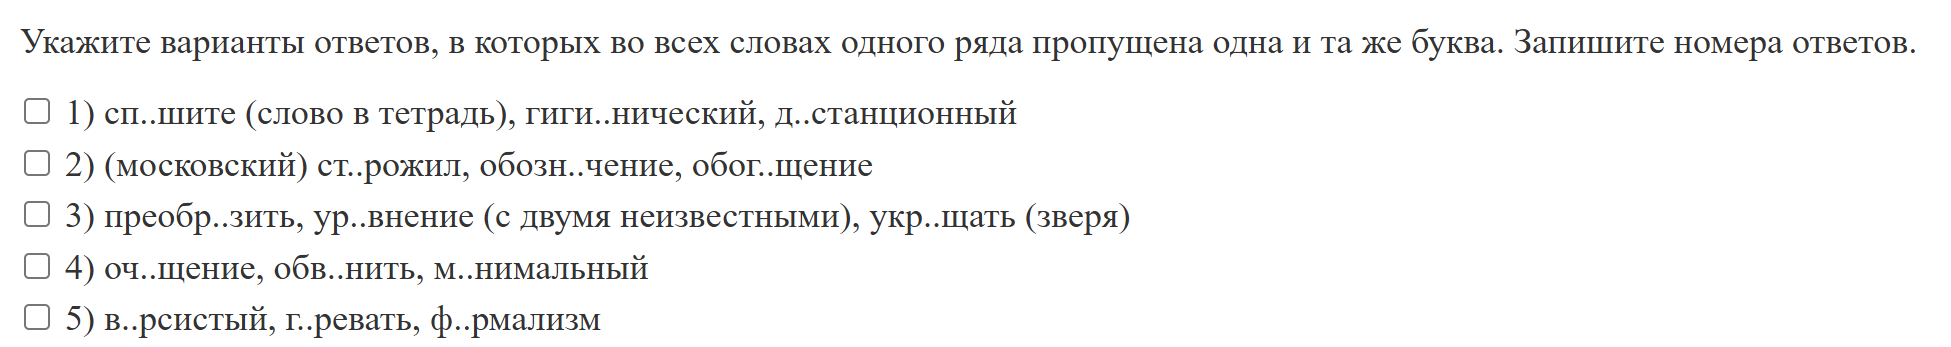 Укажите варианты ответов, в которых во всех словах одного ряда пропущена одна и та же буква. Запишите номера ответов.
1) сп..шите (слово в тетрадь), гиги..нический, д..станционный
2) (московский) ст..рожил, обозн..чение, обог..щение
3) преобр..зить, ур..внение (с двумя неизвестными), укр..щать (зверя)
4) оч..щение, обв..нить, м..нимальный
5) в..рсистый, г..ревать, ф..рмализм